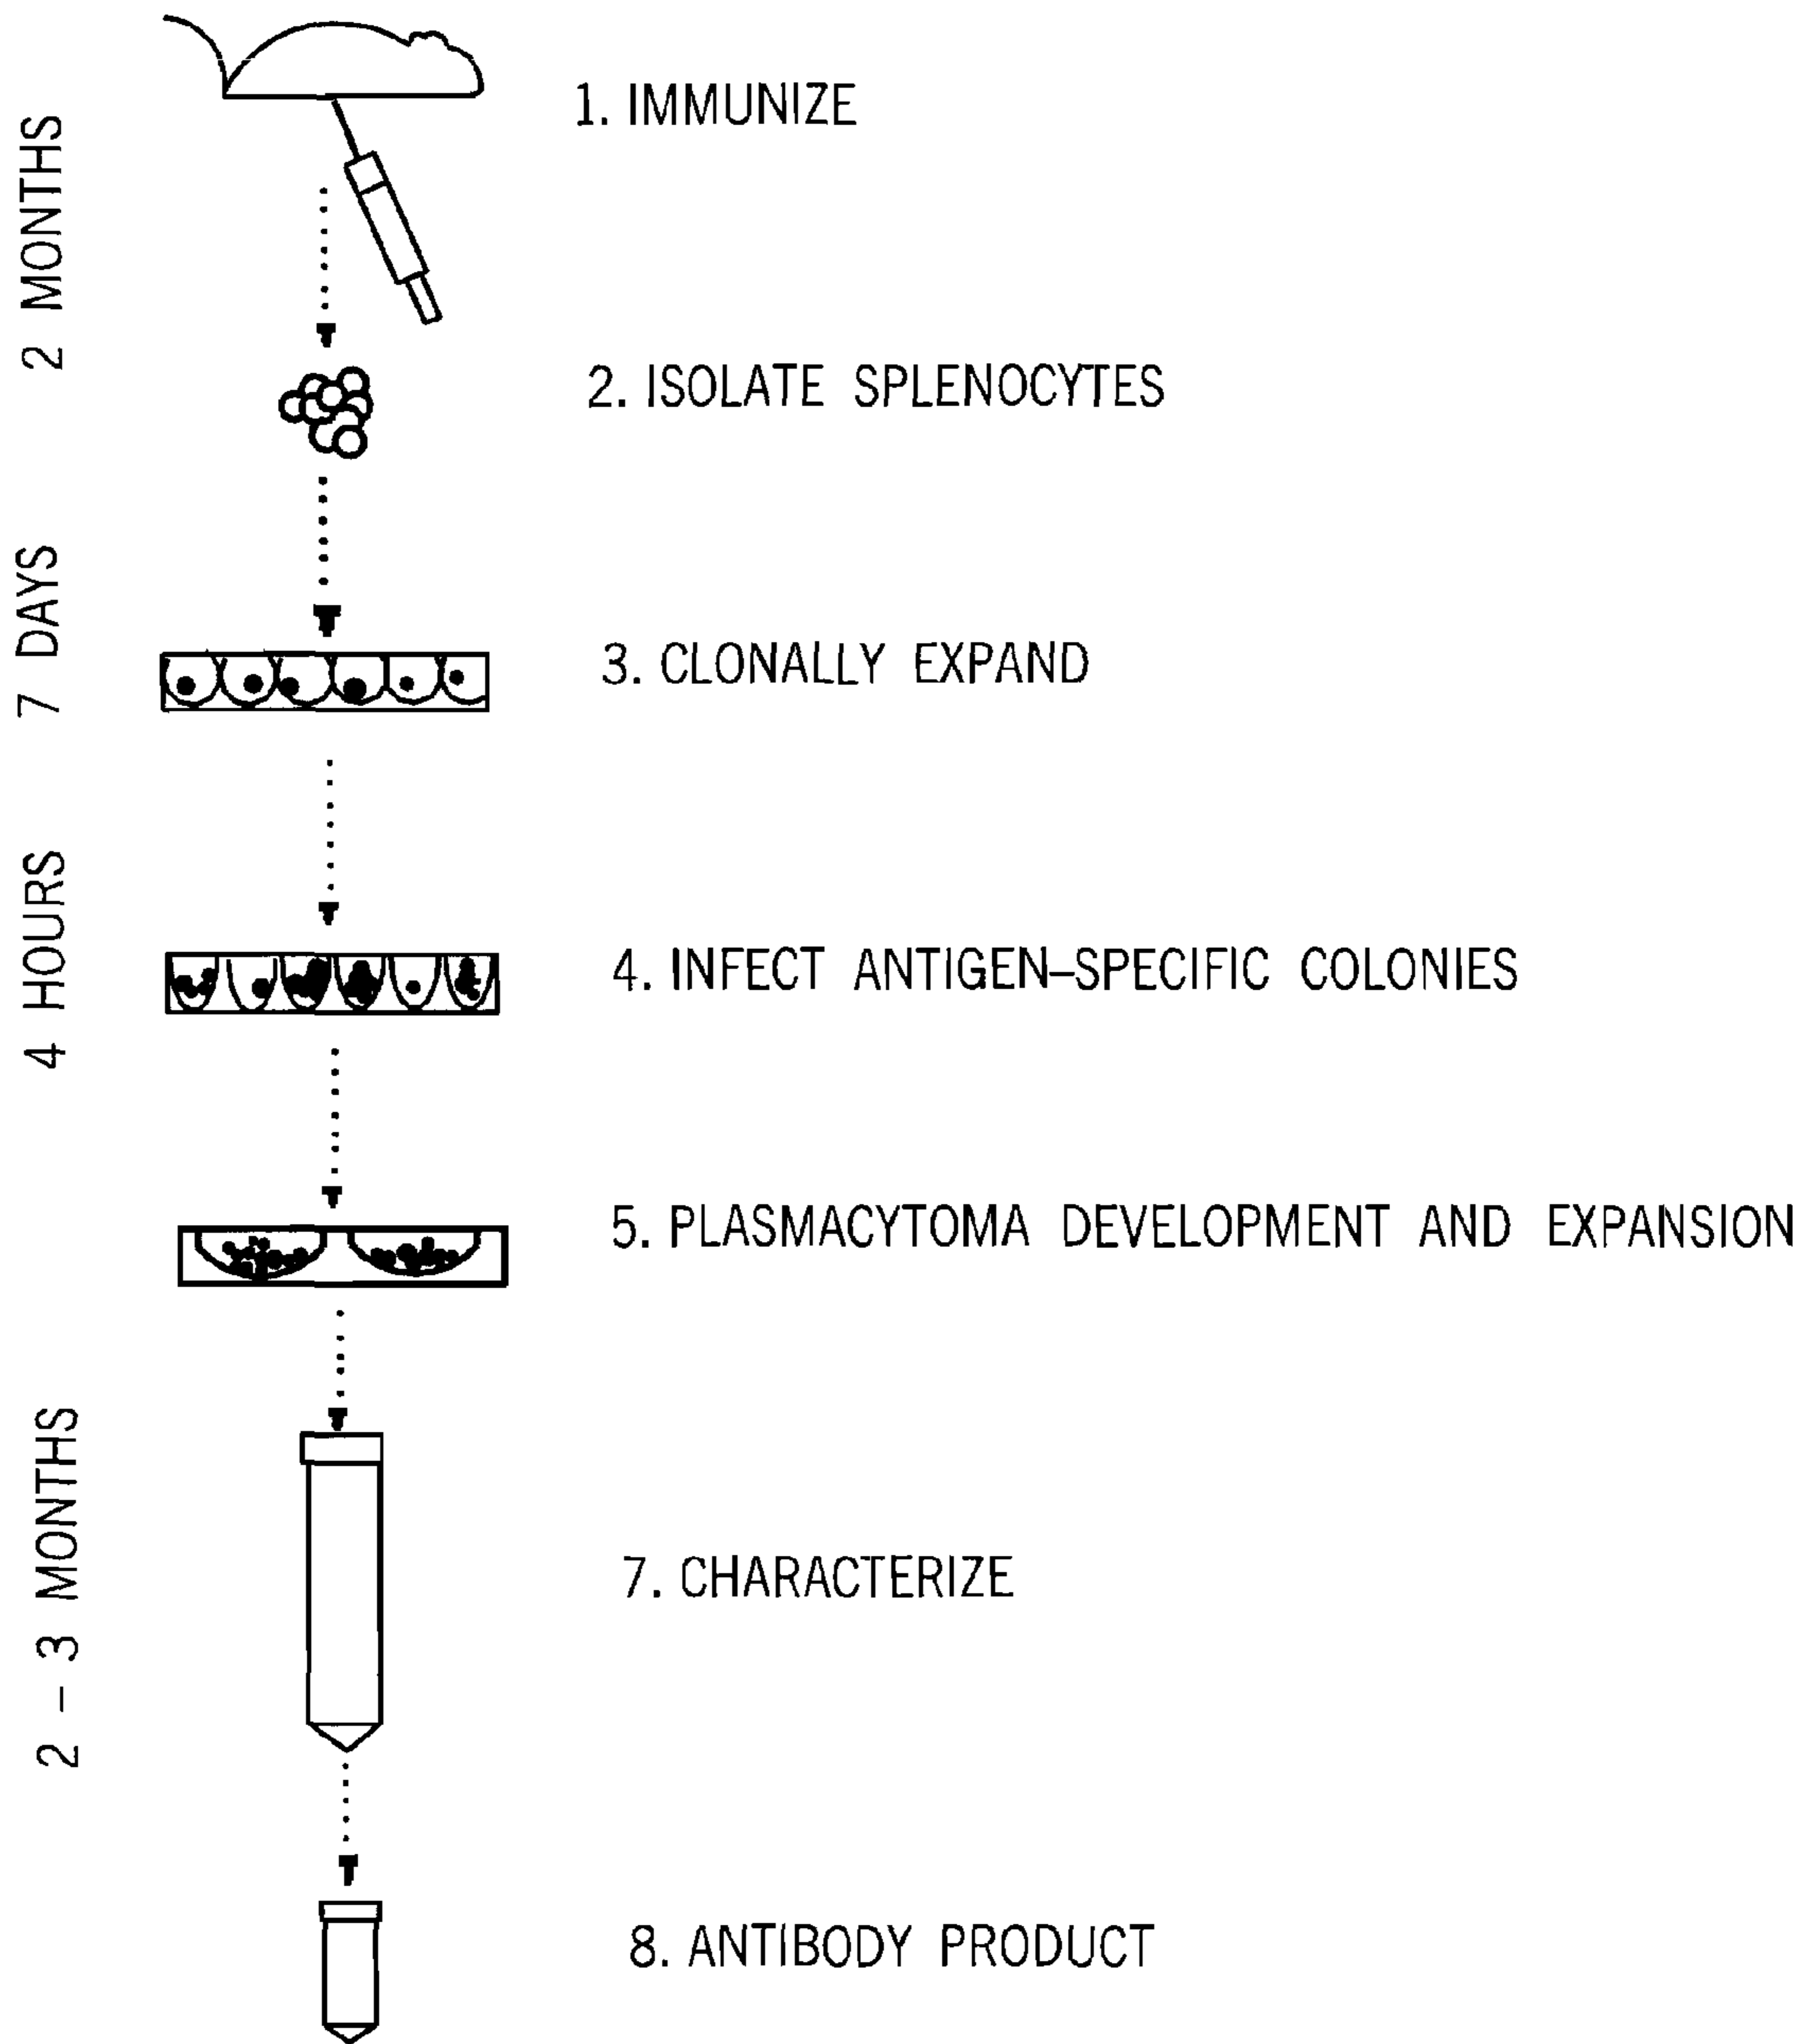 1. IMMUNIZE
2 MONTHS
2. ISOLATE SPLENOCYTES
7 DAYS
3. CLONALLY EXPAND
4 HOURS
4. INFECT ANTIGEN–SPECIFIC COLONIES
5. PLASMACYTOMA DEVELOPMENT AND EXPANSION
2 – 3 MONTHS
7. CHARACTERIZE
8. ANTIBODY PRODUCT